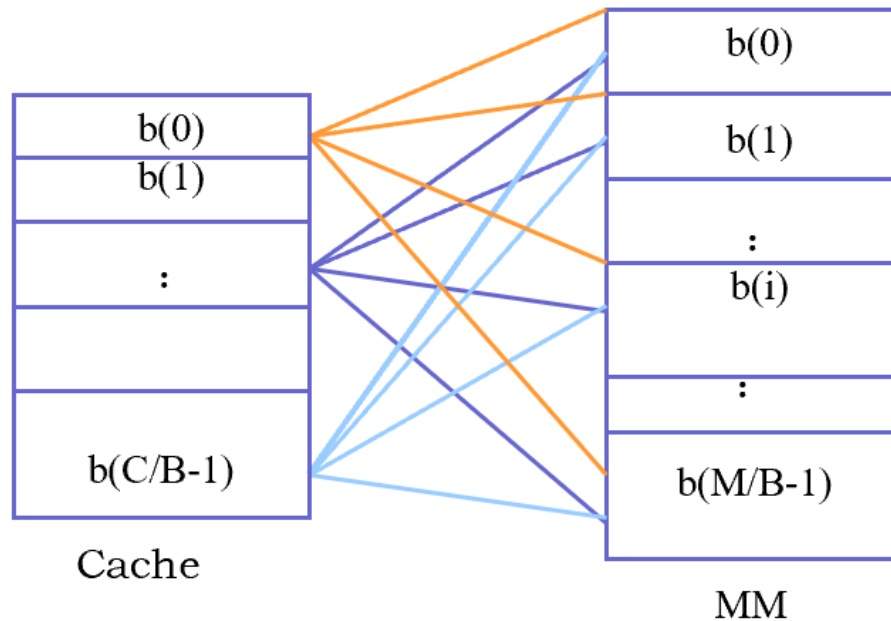 b(0)
b(1)
:
b(C/B-1)
Cache
b(0)
b(1)
:
b(i)
:
b(M/B-1)
MM